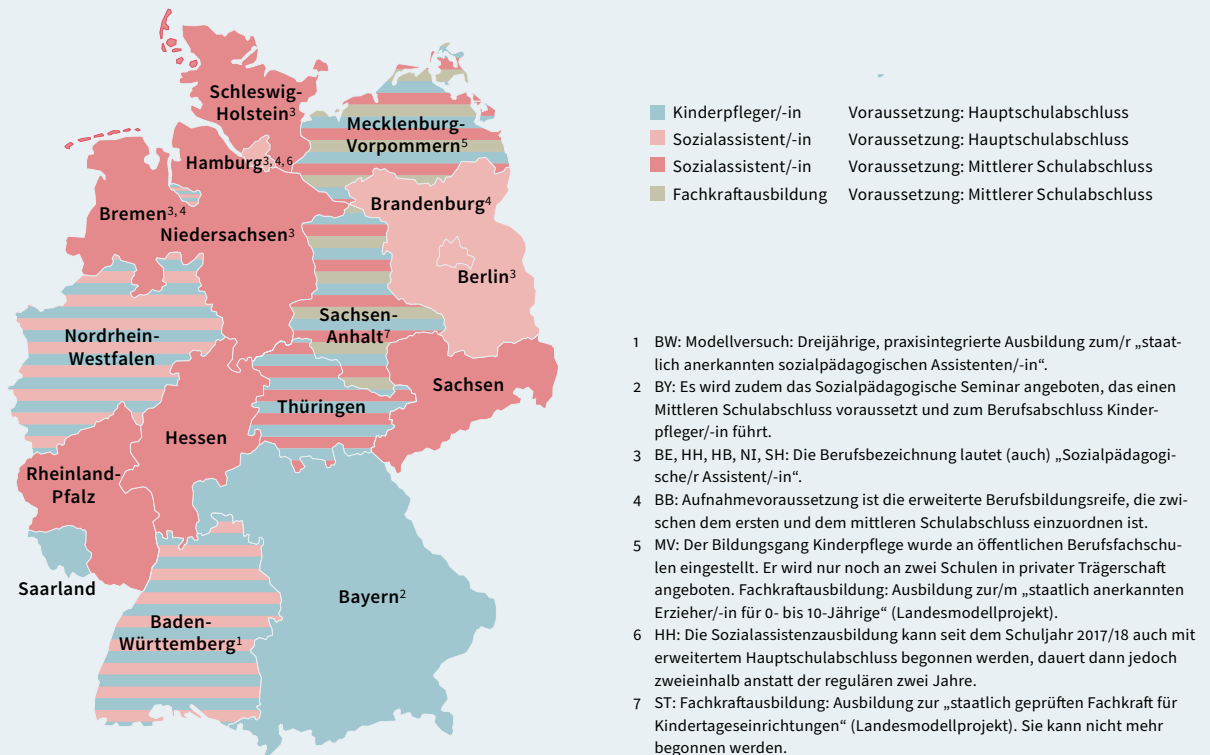 Schleswig-
Holstein3
Mecklenburg-
Vorpommern5
Hamburg3, 4, 6
Brandenburg4
Bremen3, 4
Niedersachsen3
Berlin3
Sachsen-
Anhalt7
Nordrhein-
Westfalen
Sachsen
Thüringen
Hessen
Rheinland-
Pfalz
Saarland
Bayern2
Baden-
Württemberg1
Kinderpfleger/-in Voraussetzung: Hauptschulabschluss
Sozialassistent/-in Voraussetzung: Hauptschulabschluss
Sozialassistent/-in Voraussetzung: Mittlerer Schulabschluss
Fachkraftausbildung Voraussetzung: Mittlerer Schulabschluss
1 BW: Modellversuch: Dreijährige, praxisintegrierte Ausbildung zum/r „staat-
lich anerkannten sozialpädagogischen Assistenten/-in“.
2 BY: Es wird zudem das Sozialpädagogische Seminar angeboten, das einen
Mittleren Schulabschluss voraussetzt und zum Berufsabschluss Kinder-
pfleger/-in führt.
3 BE, HH, HB, NI, SH: Die Berufsbezeichnung lautet (auch) „Sozialpädagogi-
sche/r Assistent/-in“.
4 BB: Aufnahmevoraussetzung ist die erweiterte Berufsbildungsreife, die zwi-
schen dem ersten und dem mittleren Schulabschluss einzuordnen ist.
5 MV: Der Bildungsgang Kinderpflege wurde an öffentlichen Berufsfachschu-
len eingestellt. Er wird nur noch an zwei Schulen in privater Trägerschaft
angeboten. Fachkraftausbildung: Ausbildung zur/m „staatlich anerkannten
Erzieher/-in für 0- bis 10-Jährige“ (Landesmodellprojekt).
6 HH: Die Sozialassistenzausbildung kann seit dem Schuljahr 2017/18 auch mit
erweitertem Hauptschulabschluss begonnen werden, dauert dann jedoch
zweieinhalb anstatt der regulären zwei Jahre.
7 ST: Fachkraftausbildung: Ausbildung zur „staatlich geprüften Fachkraft für
Kindertageseinrichtungen“ (Landesmodellprojekt). Sie kann nicht mehr
begonnen werden.